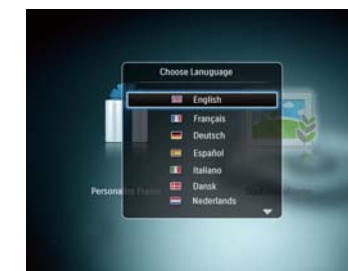 Choose Lanuguage
English
Français
Deutsch
Español
Italiano
Dansk
Nederlands